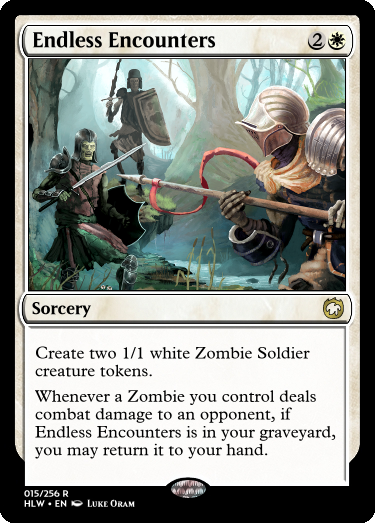 Endless Encounters 2
Sorcery
Create two 1/1 white Zombie Soldier
creature tokens.
Whenever a Zombie you control deals
combat damage to an opponent, if
Endless Encounters is in your graveyard,
you may return it to your hand.
015/256 R
HLW • EN Luke Oram